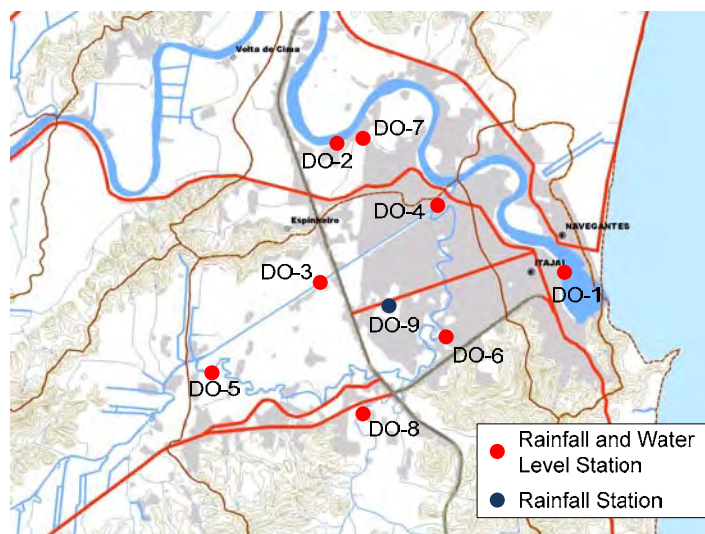 Volta de Cima
DO-7
DO-2
DO-4
Espinheiro
NAVEGANTES
ITAJAI
DO-3
DO-1
DO-9
DO-6
DO-5
DO-8
Rainfall and Water
Level Station
Rainfall Station